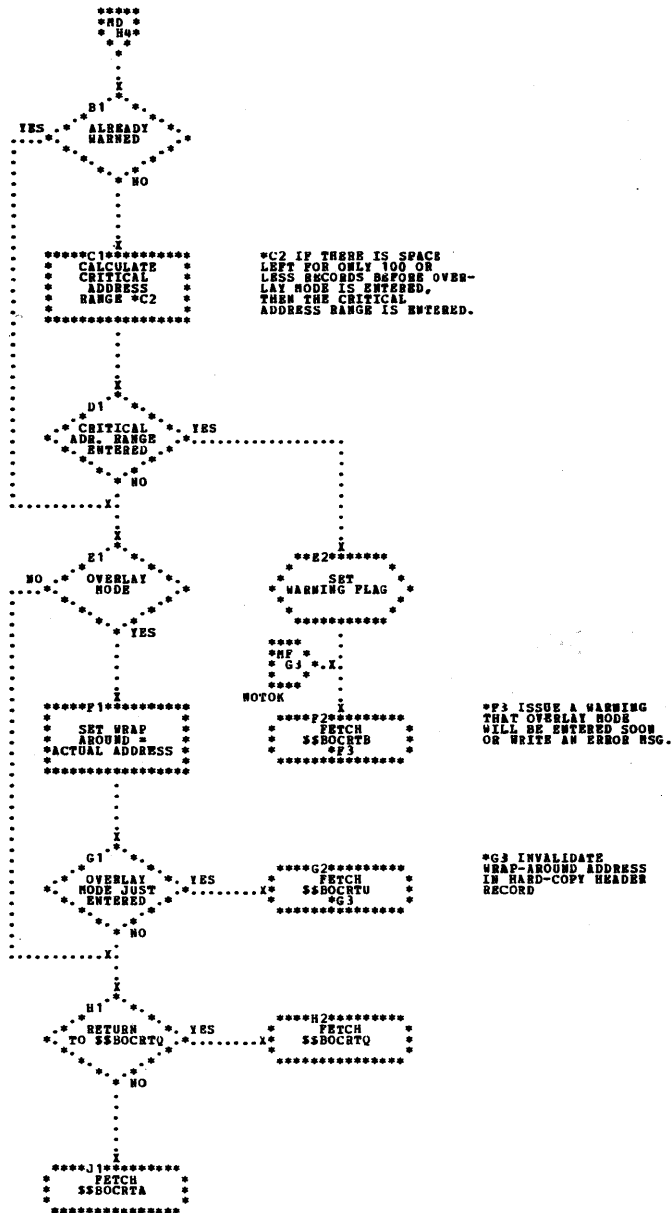 MD
H4
B1
YES
ALREADY
WARNED
NO
C1
CALCULATE
CRITICAL
ADDRESS
RANGE *C2
*C2 IF THERE IS SPACE
LEFT FOR ONLY 100 OR
LESS RECORDS BEFORE OVER-
LAY MODE IS ENTERED,
THEN THE CRITICAL
ADDRESS RANGE IS ENTERED.
D1
CRITICAL
ADR. RANGE
ENTERED
YES
NO
E1
NO
OVERLAY
MODE
YES
E2
SET
WARNING FLAG
MF
G3
NOTOK
F1
SET WRAP
AROUND =
ACTUAL ADDRESS
F2
FETCH
$$BOCRTB
*F3
*F3 ISSUE A WARNING
THAT OVERLAY MODE
WILL BE ENTERED SOON
OR WRITE AN ERROR MSG.
G1
OVERLAY
MODE JUST
ENTERED
YES
NO
G2
FETCH
$$BOCRTU
*G3
*G3 INVALIDATE
WRAP-AROUND ADDRESS
IN HARD-COPY HEADER
RECORD
H1
RETURN
TO $$BOCRTQ
YES
NO
H2
FETCH
$$BOCRTQ
J1
FETCH
$$BOCRTA